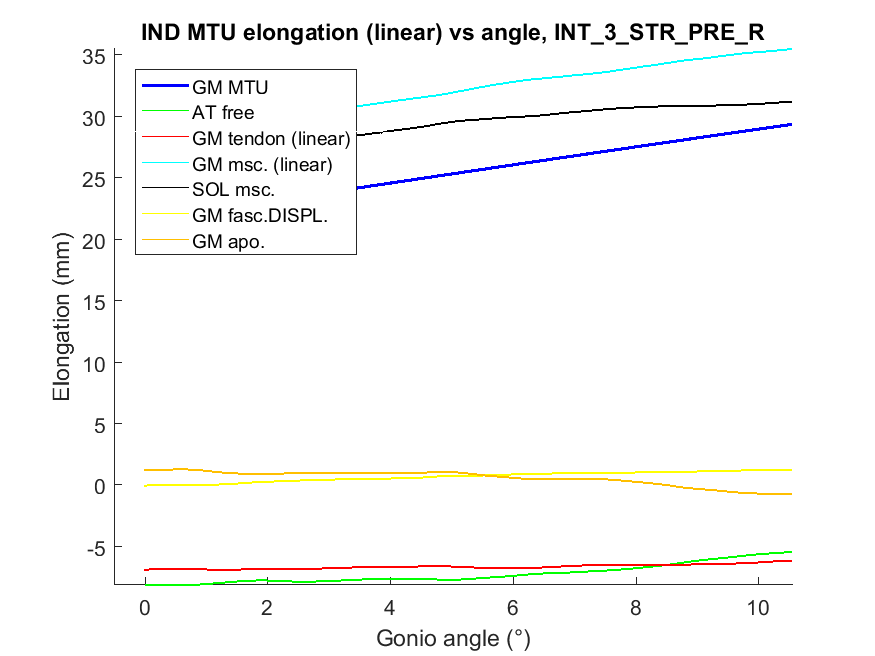 IND MTU elongation (linear) vs angle, INT_3_STR_PRE_R
35
30
25
20
15
10
5
0
-5
Elongation (mm)
GM MTU
AT free
GM tendon (linear)
GM msc. (linear)
SOL msc.
GM fasc.DISPL.
GM apo.
0 2 4 6 8 10
Gonio angle (°)